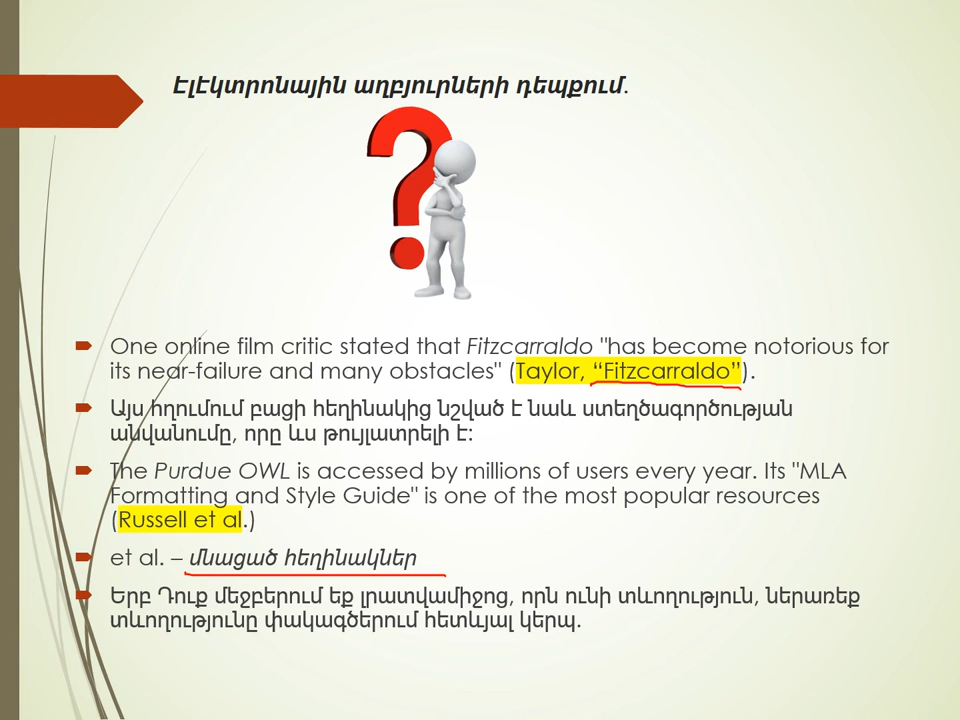 Էլէկտրոնային աղբյուրների դեպքում.
One online film critic stated that Fitzcarraldo "has become notorious for
its near-failure and many obstacles" (Taylor, “Fitzcarraldo”).
Այս հղումում բացի հեղինակից նշված է նաև ստեղծագործության
անվանումը, որը ևս թույլատրելի է:
The Purdue OWL is accessed by millions of users every year. Its "MLA
Formatting and Style Guide" is one of the most popular resources
(Russell et al.)
et al. – մնացած հեղինակներ
Երբ Դուք մեջբերում եք լրատվամիջոց, որն ունի տևողություն, ներառեք
տևողությունը փակագծերում հետևյալ կերպ.